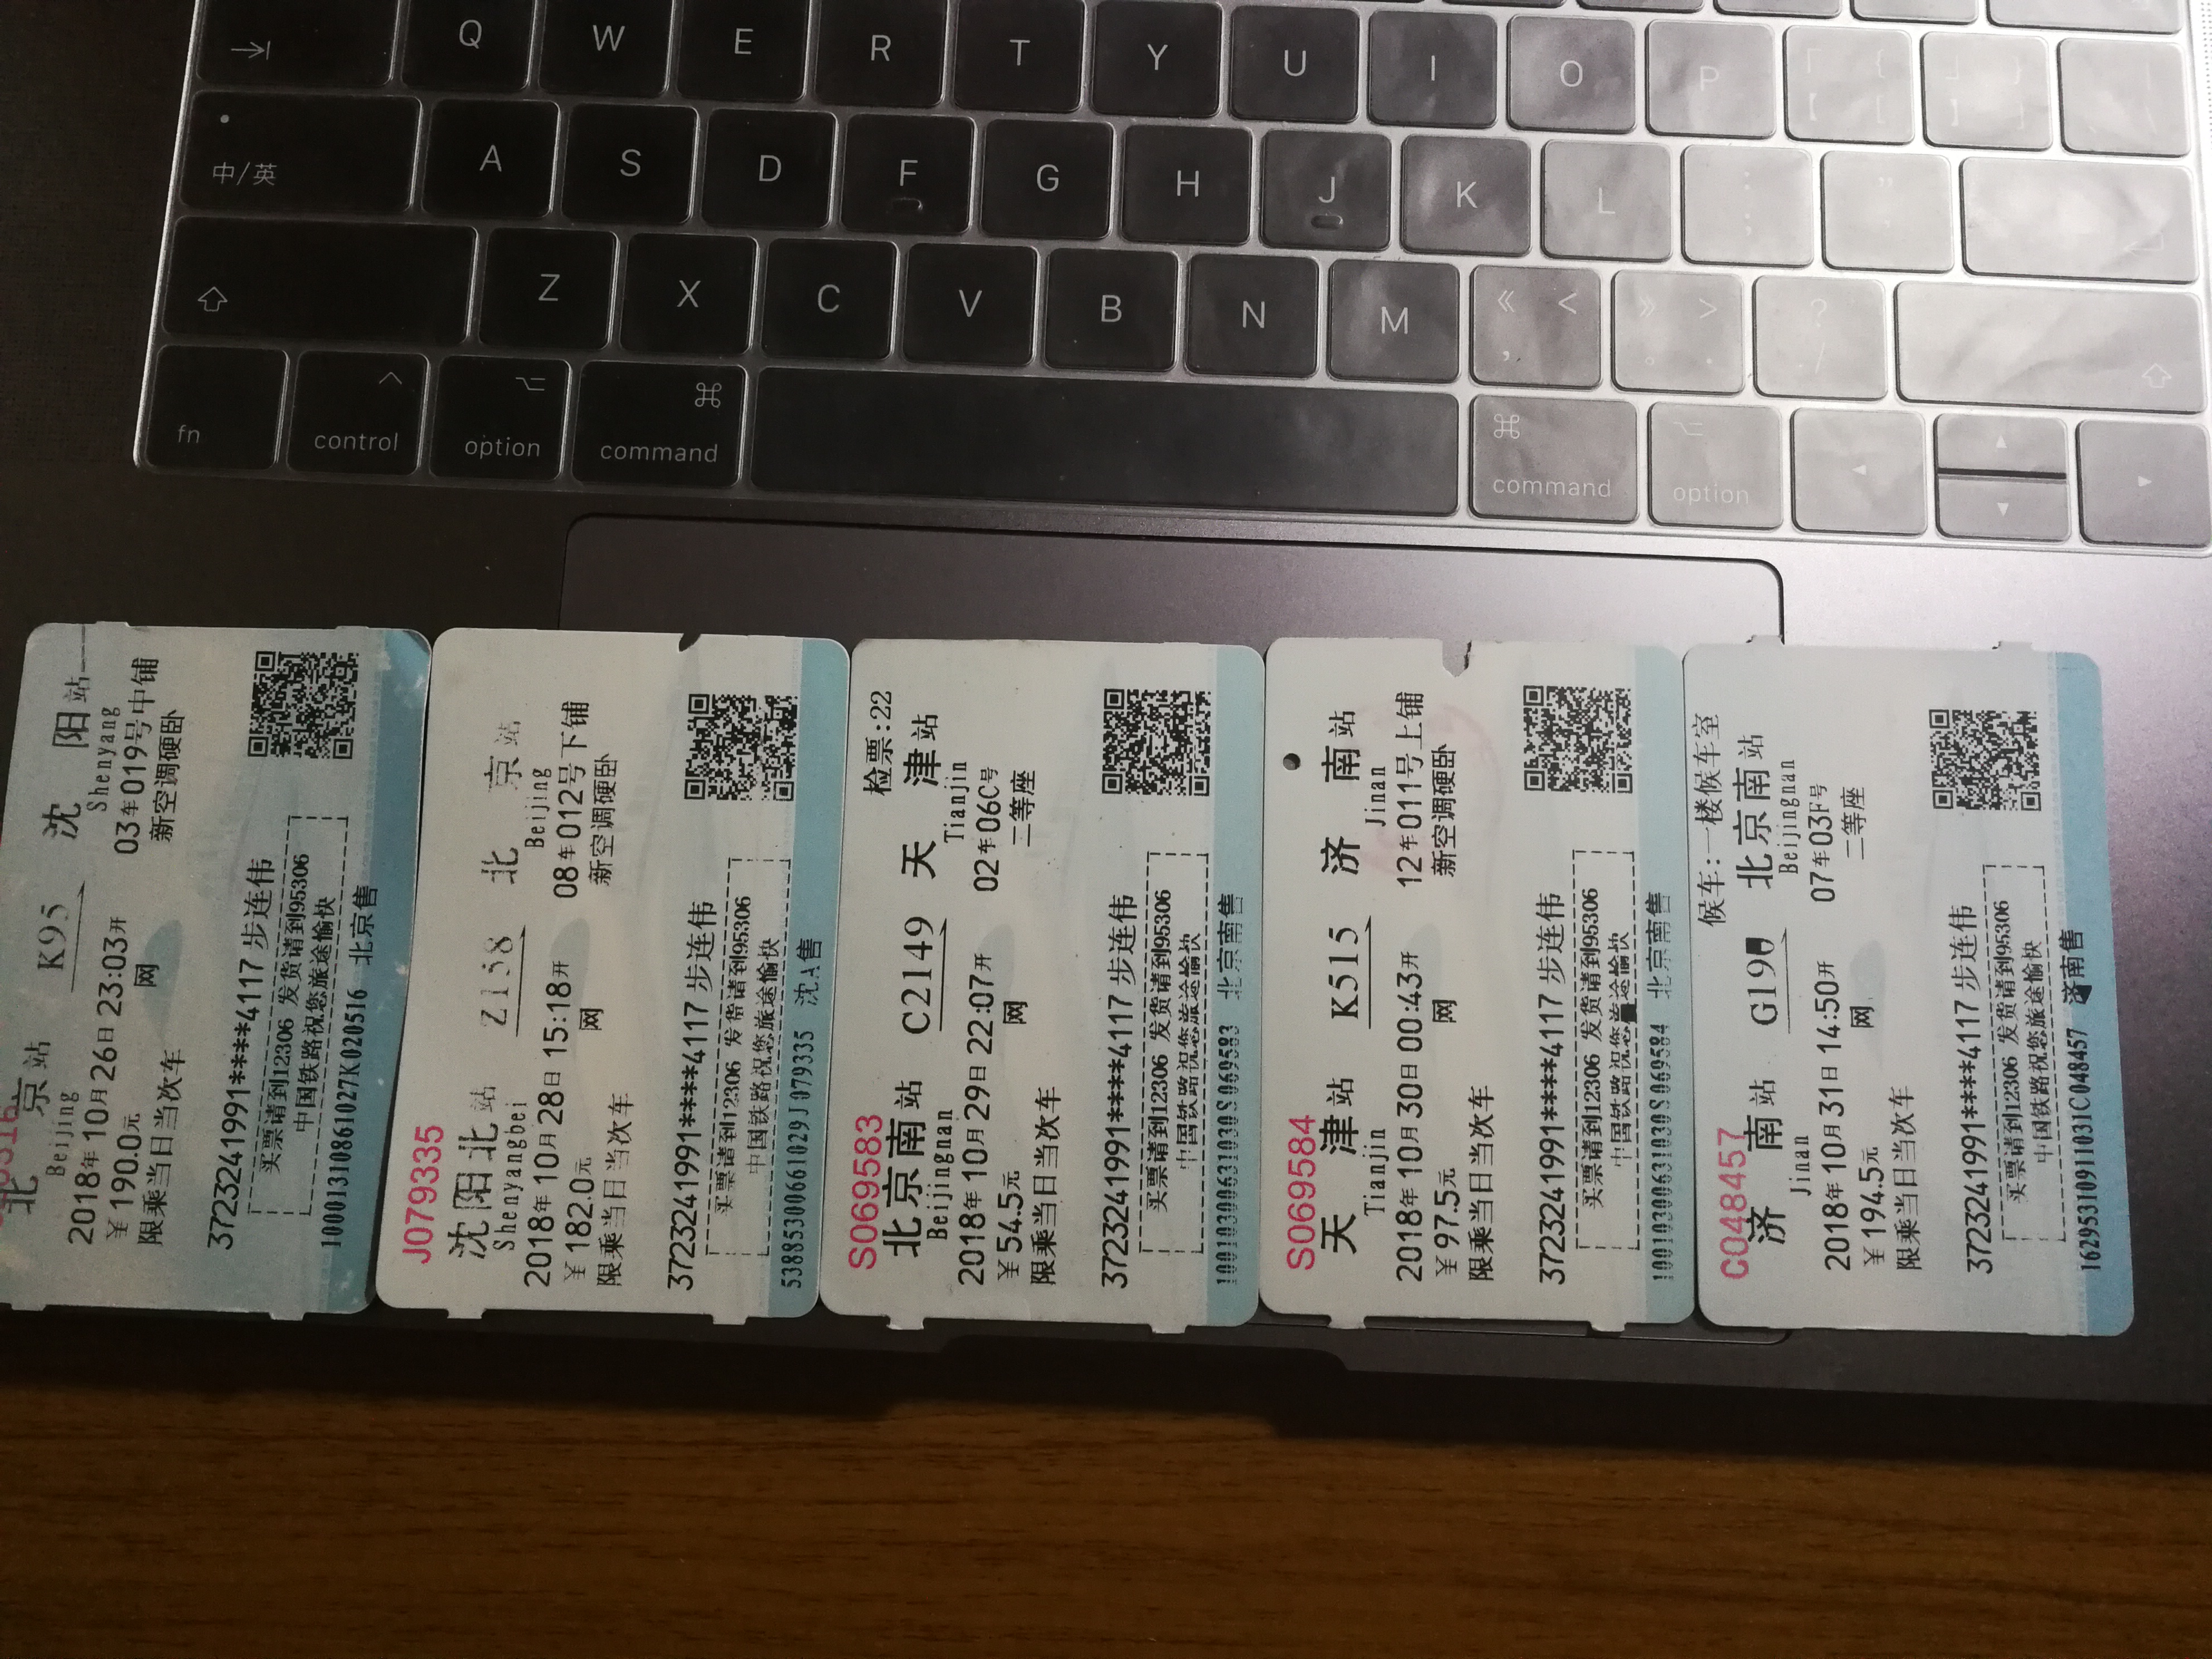 Q W E R T Y U I O P
中/英 A S D F G H J K L
Z X C V B N M « < » > ?
, 。 . /
fn control option command command option
北京站 K95 沈阳站
Beijing Shenyang
2018年10月26日23:03开 03车019号中铺
¥190.0元 网 新空调硬卧
限乘当日当次车
3723241991****4117 步连伟
买票请到12306 发货请到95306
中国铁路祝您旅途愉快
10001310861027K020516 北京售
J079335
沈阳北站 Z158 北京站
Shenyangbei Beijing
2018年10月28日15:18开 08车012号下铺
¥182.0元 网 新空调硬卧
限乘当日当次车
3723241991****4117 步连伟
买票请到12306 发货请到95306
中国铁路祝您旅途愉快
53885300661029J079335 沈A售
S069583 检票:22
北京南站 C2149 天津站
Beijingnan Tianjin
2018年10月29日22:07开 02车06C号
¥54.5元 网 二等座
限乘当日当次车
3723241991****4117 步连伟
买票请到12306 发货请到95306
中国铁路祝您旅途愉快
10010300631030S069583 北京南售
S069584
天津站 K515 济南站
Tianjin Jinan
2018年10月30日00:43开 12车011号上铺
¥97.5元 网 新空调硬卧
限乘当日当次车
3723241991****4117 步连伟
买票请到12306 发货请到95306
中国铁路祝您旅途愉快
10010300631030S069584 北京南售
C048457 候车:一楼候车室
济南站 G190 北京南站
Jinan Beijingnan
2018年10月31日14:50开 07车03F号
¥194.5元 网 二等座
限乘当日当次车
3723241991****4117 步连伟
买票请到12306 发货请到95306
中国铁路祝您旅途愉快
16295310911031C048457 济南售